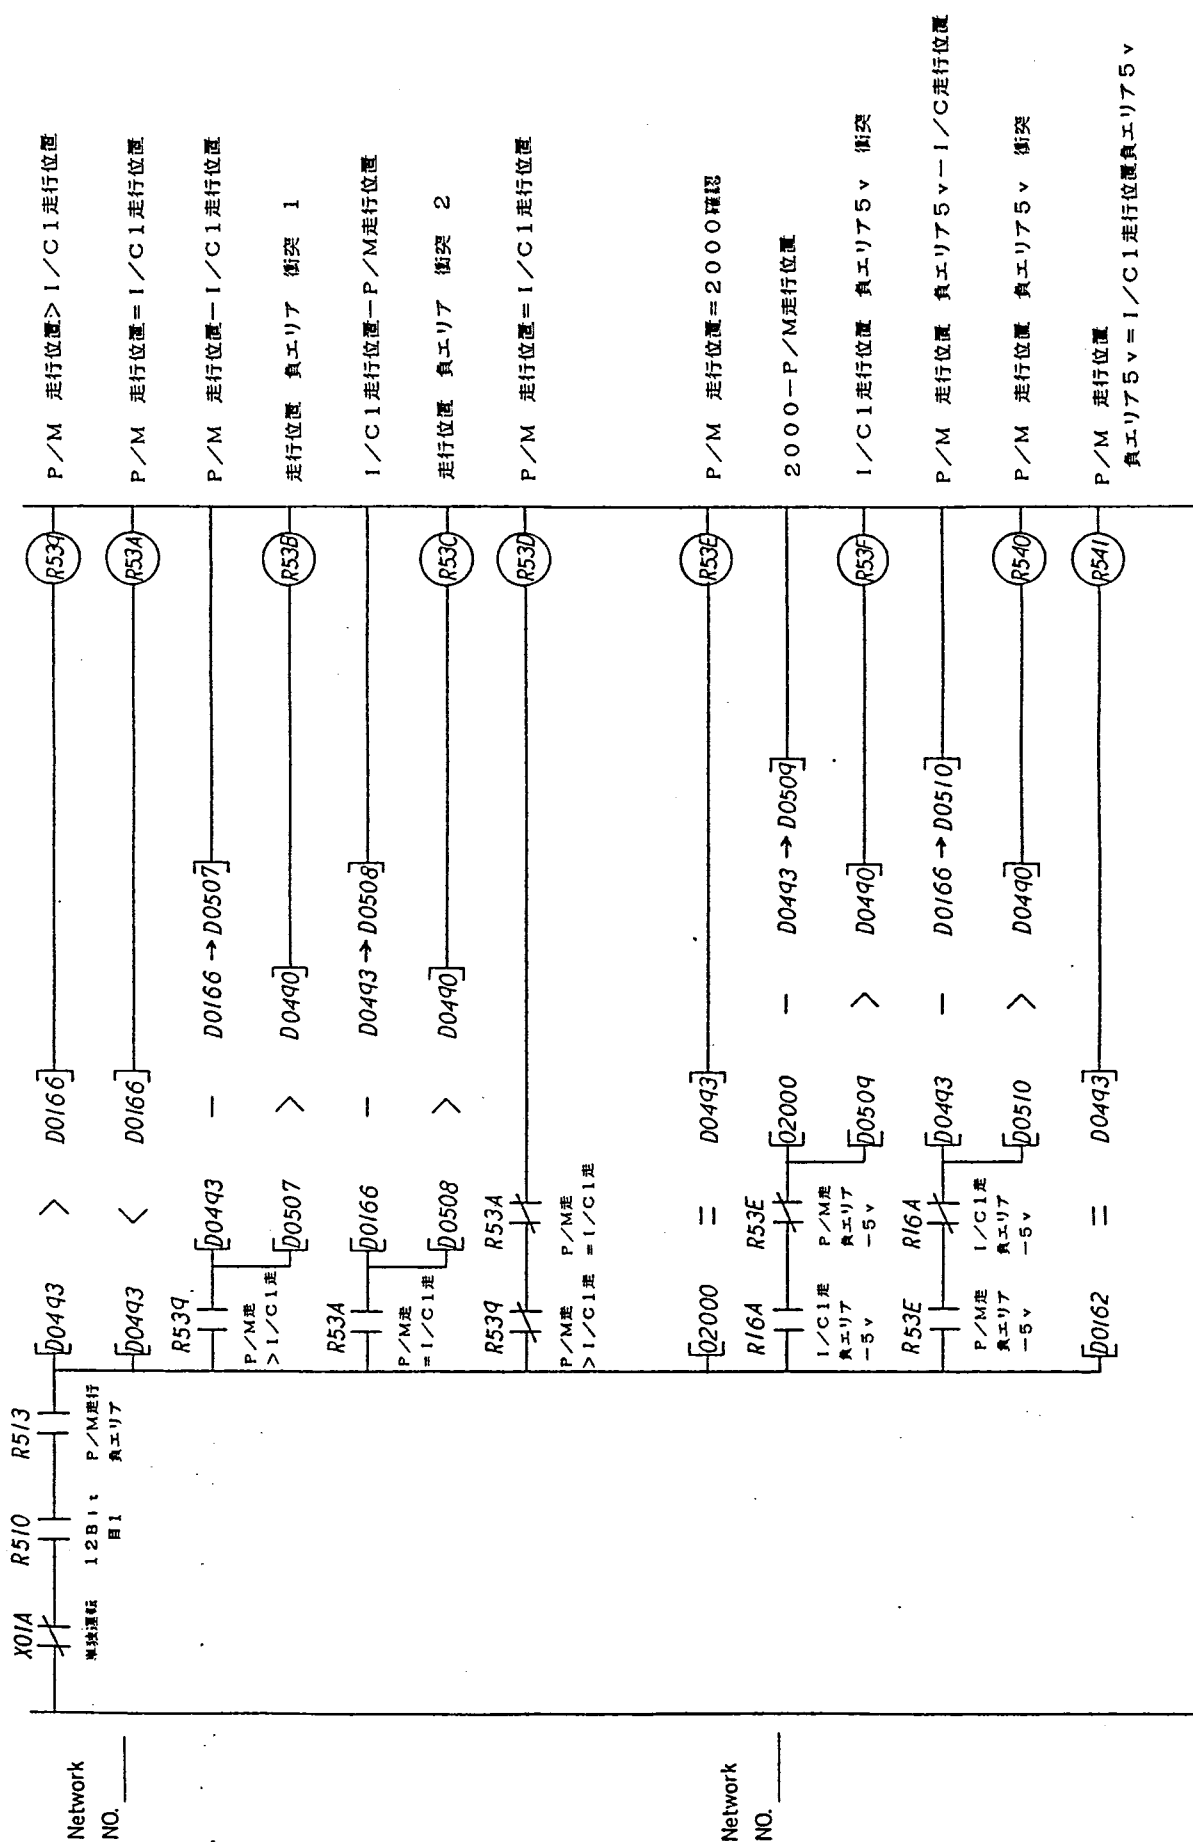 Network
NO.
X01A
単独運転
R510
12Bit
目1
R513
P/M走行
負エリア
[D0493 > D0166]
R539
P/M 走行位置>I/C1走行位置
[D0493 < D0166]
R53A
P/M 走行位置=I/C1走行位置
R539
P/M走
>I/C1走
[D0493 - D0166→D0507]
P/M 走行位置-I/C1走行位置
[D0507 > D0490]
R53B
走行位置 負エリア 衝突 1
R53A
P/M走
=I/C1走
[D0166 - D0493→D0508]
I/C1走行位置-P/M走行位置
[D0508 > D0490]
R53C
走行位置 負エリア 衝突 2
R539
P/M走
>I/C1走
R53A
P/M走
=I/C1走
R53D
P/M 走行位置=I/C1走行位置
Network
NO.
[02000 = D0493]
R53E
P/M 走行位置=2000確認
R16A
I/C1走
負エリア
-5v
R53E
P/M走
負エリア
-5v
[02000 - D0493→D0509]
2000-P/M走行位置
[D0509 > D0490]
R53F
I/C1走行位置 負エリア5v 衝突
R53E
P/M走
負エリア
-5v
R16A
I/C1走
負エリア
-5v
[D0493 - D0166→D0510]
P/M 走行位置 負エリア5v-I/C走行位置
[D0510 > D0490]
R540
P/M 走行位置 負エリア5v 衝突
[D0162 = D0493]
R541
P/M 走行位置
負エリア5v=I/C1走行位置負エリア5v